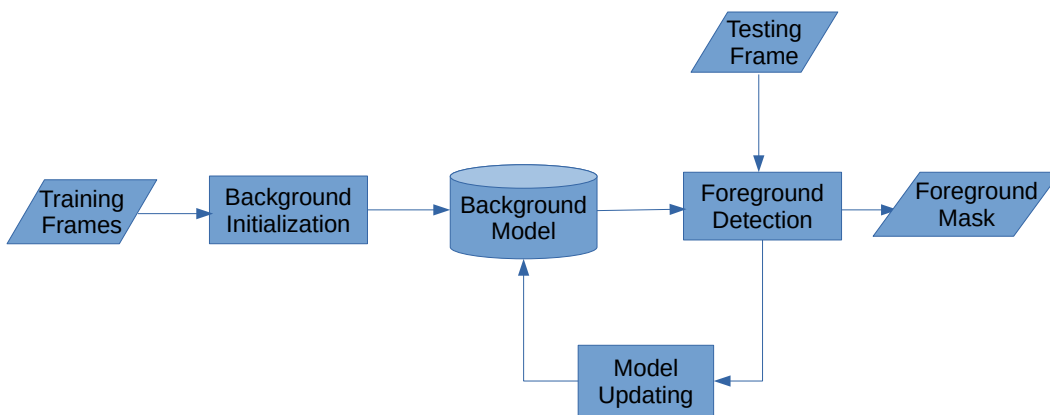 Testing
Frame
Training
Frames
Background
Initialization
Background
Model
Foreground
Detection
Foreground
Mask
Model
Updating